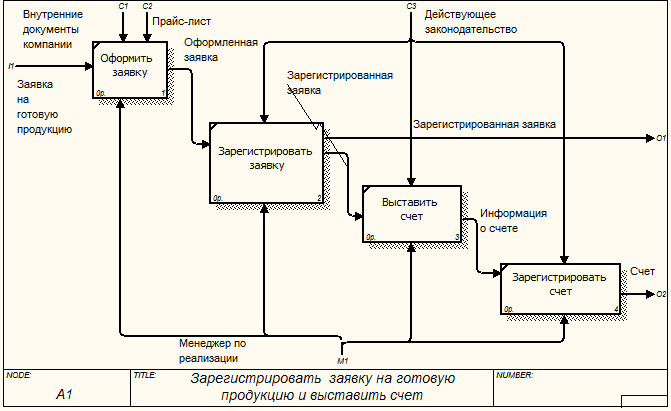 C1
C2
C3
Внутренние
документы
компании
Прайс-лист
Действующее
законодательство
Оформить
заявку
0р.
1
Оформленная
заявка
I1
Заявка
на
готовую
продукцию
Зарегистрированная
заявка
Зарегистрированная заявка
O1
Зарегистрировать
заявку
0р.
2
Выставить
счет
0р.
3
Информация
о счете
Зарегистрировать
счет
0р.
4
Счет
O2
Менеджер по
реализации
M1
NODE:
A1
TITLE:
Зарегистрировать заявку на готовую
продукцию и выставить счет
NUMBER: